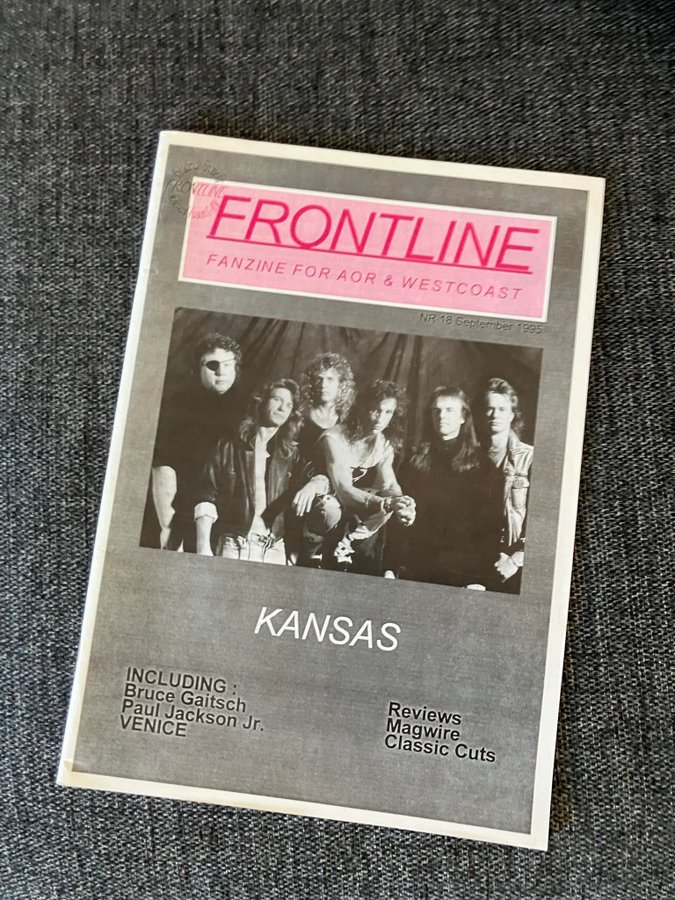 FRONTLINE
FRONTLINE
FANZINE FOR AOR & WESTCOAST
NR 18 September 1995
KANSAS
INCLUDING :
Bruce Gaitsch
Paul Jackson Jr.
VENICE
Reviews
Magwire
Classic Cuts